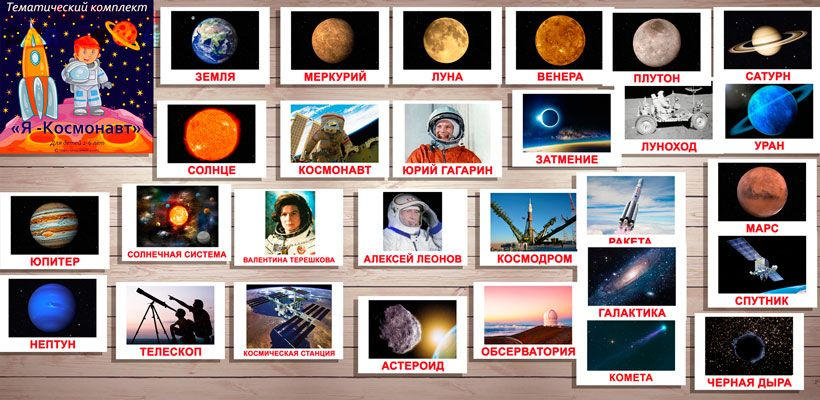 Тематический комплект
«Я -Космонавт»
Для детей 2-6 лет
ЗЕМЛЯ
МЕРКУРИЙ
ЛУНА
ВЕНЕРА
ПЛУТОН
САТУРН
СОЛНЦЕ
КОСМОНАВТ
ЮРИЙ ГАГАРИН
ЗАТМЕНИЕ
ЛУНОХОД
УРАН
ЮПИТЕР
СОЛНЕЧНАЯ СИСТЕМА
ВАЛЕНТИНА ТЕРЕШКОВА
АЛЕКСЕЙ ЛЕОНОВ
КОСМОДРОМ
РАКЕТА
МАРС
НЕПТУН
ТЕЛЕСКОП
КОСМИЧЕСКАЯ СТАНЦИЯ
АСТЕРОИД
ОБСЕРВАТОРИЯ
ГАЛАКТИКА
СПУТНИК
КОМЕТА
ЧЕРНАЯ ДЫРА